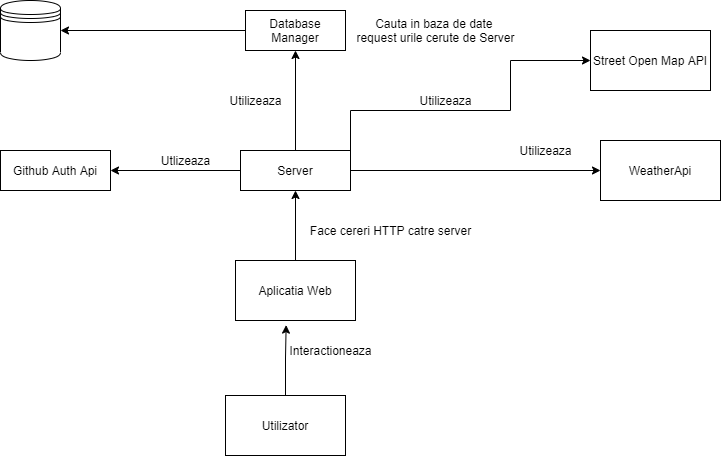 Database
Manager
Cauta in baza de date
request urile cerute de Server
Street Open Map API
Utilizeaza
Utilizeaza
Github Auth Api
Utlizeaza
Server
Utilizeaza
WeatherApi
Face cereri HTTP catre server
Aplicatia Web
Interactioneaza
Utilizator